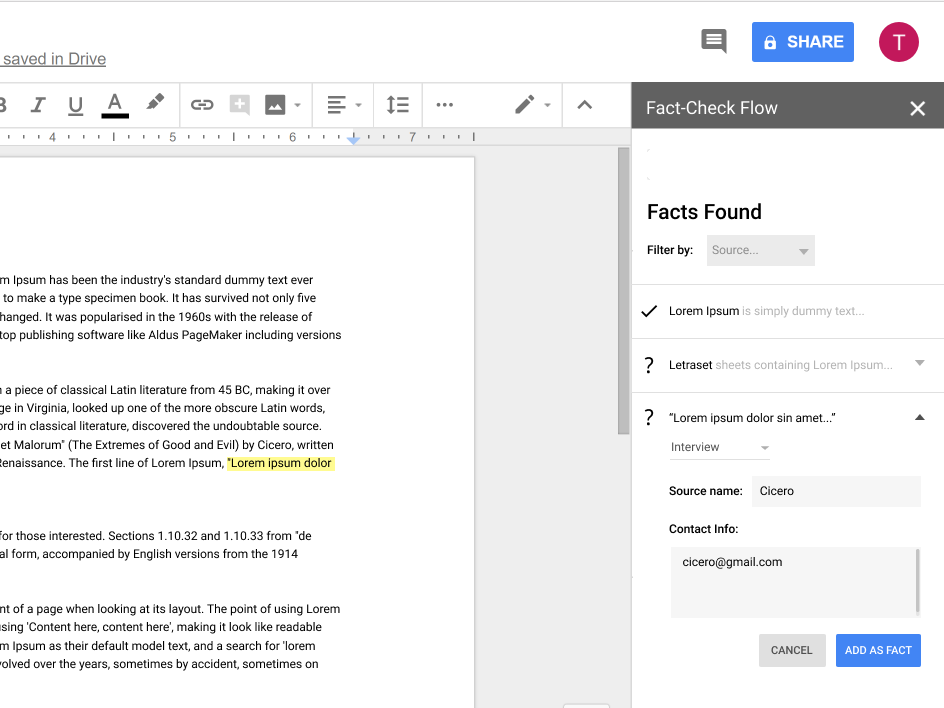 saved in Drive
SHARE
T
B I U A
4 5 6 7
Fact-Check Flow
Facts Found
Filter by: Source...
Lorem Ipsum is simply dummy text...
? Letraset sheets containing Lorem Ipsum...
? “Lorem ipsum dolor sin amet...”
Interview
Source name: Cicero
Contact Info:
cicero@gmail.com
CANCEL ADD AS FACT
m Ipsum has been the industry's standard dummy text ever
to make a type specimen book. It has survived not only five
hanged. It was popularised in the 1960s with the release of
top publishing software like Aldus PageMaker including versions
a piece of classical Latin literature from 45 BC, making it over
ge in Virginia, looked up one of the more obscure Latin words,
ord in classical literature, discovered the undoubtable source.
et Malorum" (The Extremes of Good and Evil) by Cicero, written
Renaissance. The first line of Lorem Ipsum, "Lorem ipsum dolor
for those interested. Sections 1.10.32 and 1.10.33 from "de
al form, accompanied by English versions from the 1914
nt of a page when looking at its layout. The point of using Lorem
sing 'Content here, content here', making it look like readable
m Ipsum as their default model text, and a search for 'lorem
volved over the years, sometimes by accident, sometimes on